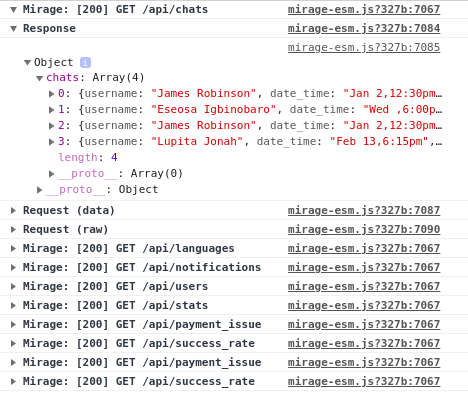 Mirage: [200] GET /api/chats mirage-esm.js?327b:7067
Response mirage-esm.js?327b:7084
mirage-esm.js?327b:7085
Object i
chats: Array(4)
0: {username: "James Robinson", date_time: "Jan 2,12:30pm…
1: {username: "Eseosa Igbinobaro", date_time: "Wed ,6:00p…
2: {username: "James Robinson", date_time: "Jan 2,12:30pm…
3: {username: "Lupita Jonah", date_time: "Feb 13,6:15pm",…
length: 4
__proto__: Array(0)
__proto__: Object
Request (data) mirage-esm.js?327b:7087
Request (raw) mirage-esm.js?327b:7090
Mirage: [200] GET /api/languages mirage-esm.js?327b:7067
Mirage: [200] GET /api/notifications mirage-esm.js?327b:7067
Mirage: [200] GET /api/users mirage-esm.js?327b:7067
Mirage: [200] GET /api/stats mirage-esm.js?327b:7067
Mirage: [200] GET /api/payment_issue mirage-esm.js?327b:7067
Mirage: [200] GET /api/success_rate mirage-esm.js?327b:7067
Mirage: [200] GET /api/payment_issue mirage-esm.js?327b:7067
Mirage: [200] GET /api/success_rate mirage-esm.js?327b:7067